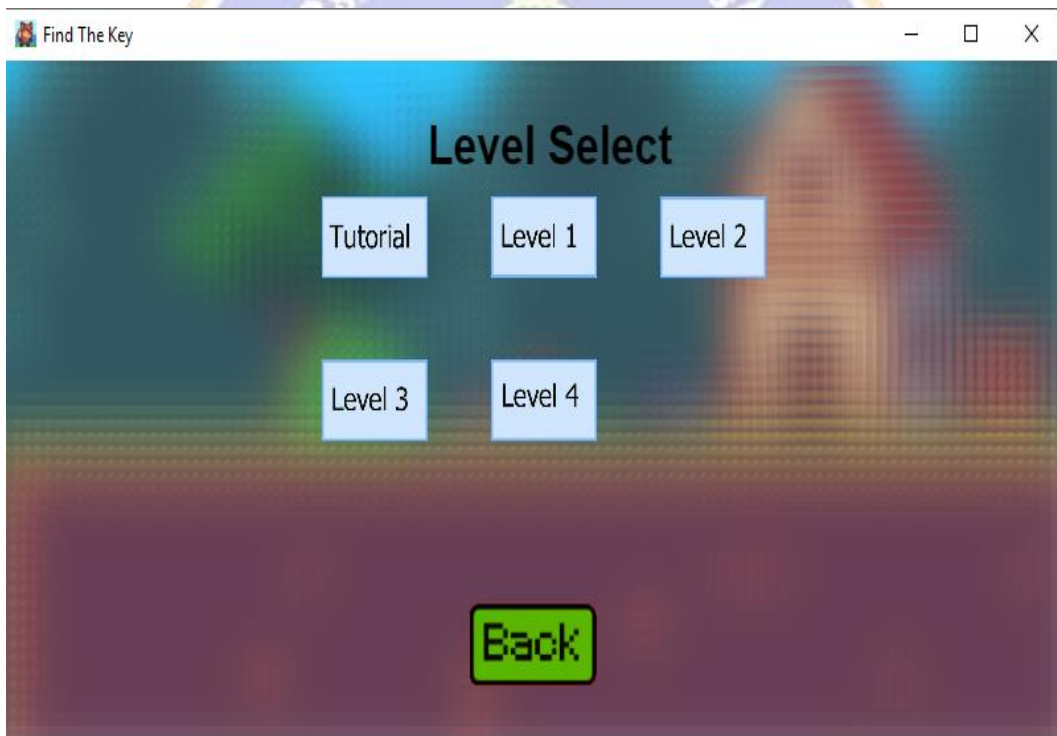 Find The Key
Level Select
Tutorial
Level 1
Level 2
Level 3
Level 4
Back